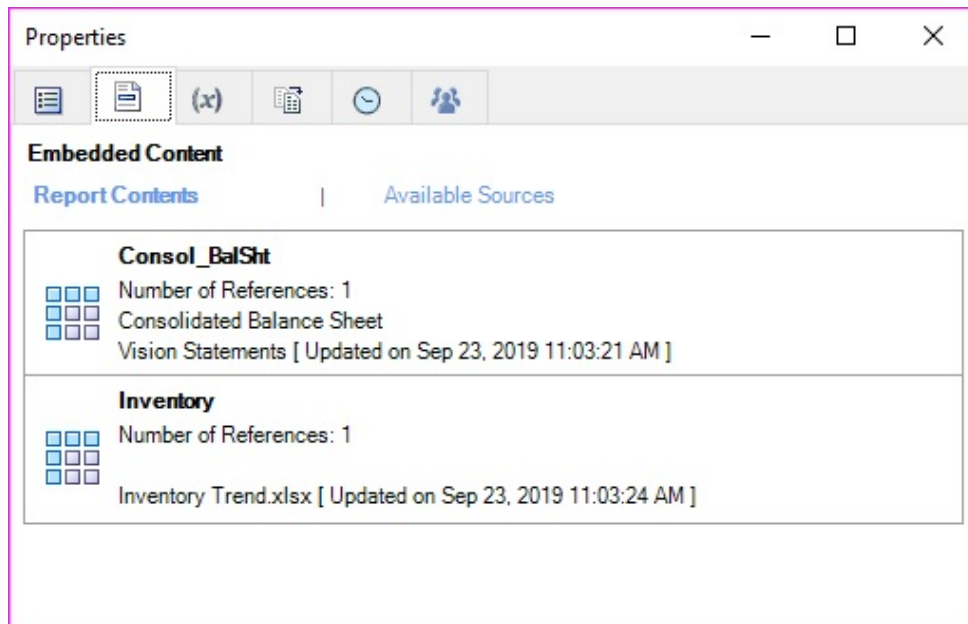 Properties
(x)
Embedded Content
Report Contents | Available Sources
Consol_BalSht
Number of References: 1
Consolidated Balance Sheet
Vision Statements [ Updated on Sep 23, 2019 11:03:21 AM ]
Inventory
Number of References: 1
Inventory Trend.xlsx [ Updated on Sep 23, 2019 11:03:24 AM ]